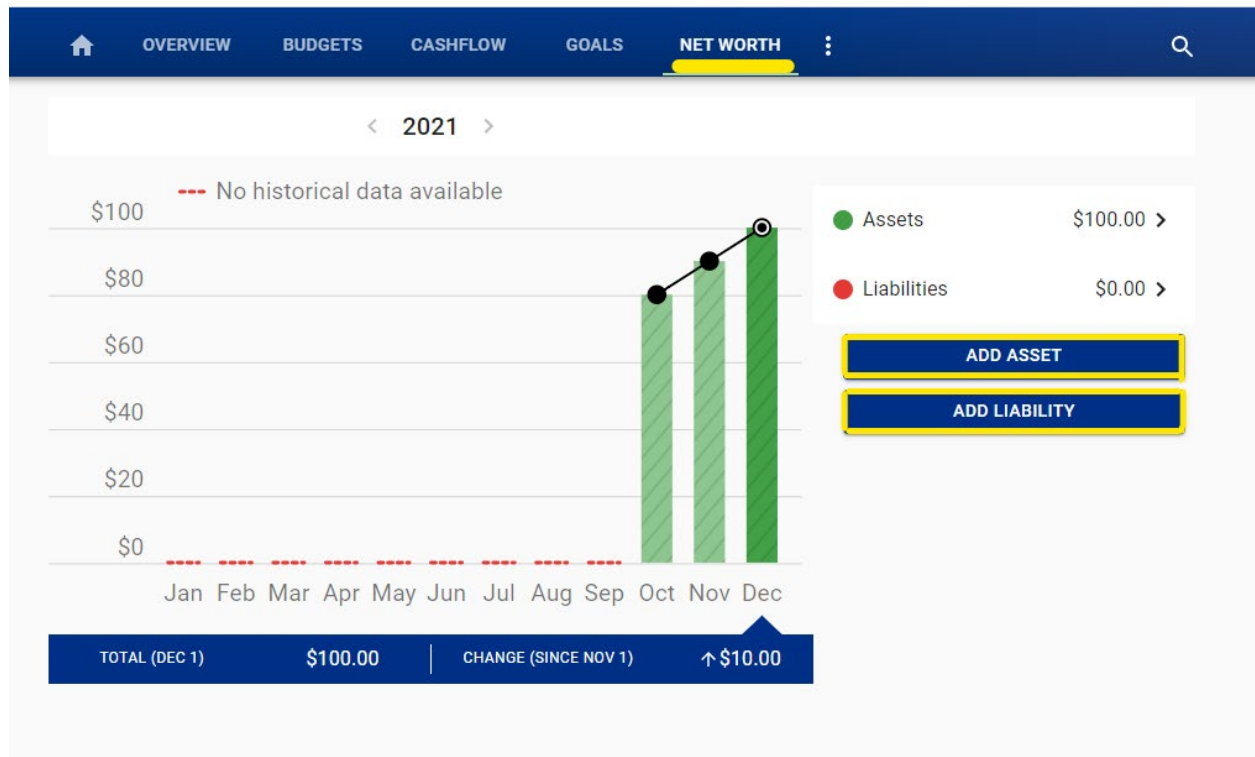 OVERVIEW BUDGETS CASHFLOW GOALS NET WORTH
2021
No historical data available
$100
$80
$60
$40
$20
$0
Jan Feb Mar Apr May Jun Jul Aug Sep Oct Nov Dec
TOTAL (DEC 1) $100.00 CHANGE (SINCE NOV 1) ↑$10.00
Assets $100.00
Liabilities $0.00
ADD ASSET
ADD LIABILITY